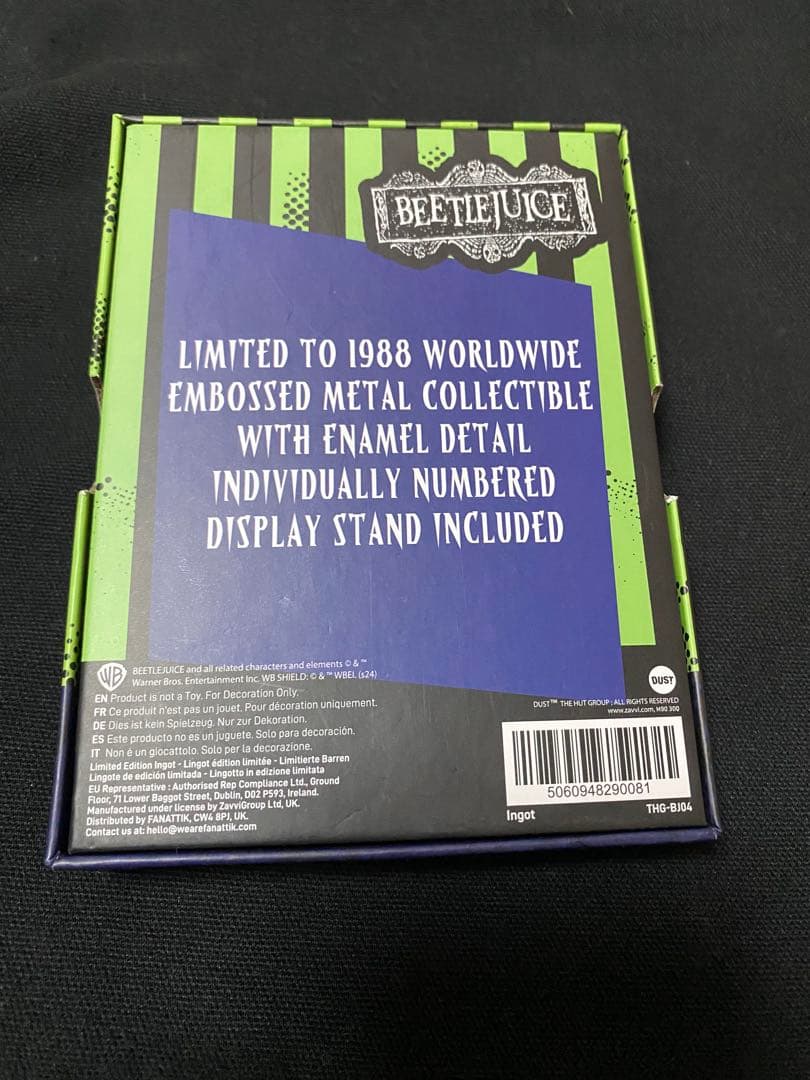 BEETLEJUICE
LIMITED TO 1988 WORLDWIDE
EMBOSSED METAL COLLECTIBLE
WITH ENAMEL DETAIL
INDIVIDUALLY NUMBERED
DISPLAY STAND INCLUDED
WB
BEETLEJUICE and all related characters and elements © & ™
Warner Bros. Entertainment Inc. WB SHIELD: © & ™ WBEI. (s24)
EN Product is not a Toy. For Decoration Only.
FR Ce produit n'est pas un jouet. Pour décoration uniquement.
DE Dies ist kein Spielzeug. Nur zur Dekoration.
ES Este producto no es un juguete. Solo para decoración.
IT Non é un giocattolo. Solo per la decorazione.
Limited Edition Ingot - Lingot édition limitée - Limitierte Barren
Lingote de edición limitada - Lingotto in edizione limitata
EU Representative : Authorised Rep Compliance Ltd., Ground
Floor, 71 Lower Baggot Street, Dublin, D02 P593, Ireland.
Manufactured under license by ZavviGroup Ltd, UK.
Distributed by FANATTIK, CW4 8PJ, UK.
Contact us at: hello@wearefanattik.com
DUST
DUST™ THE HUT GROUP : ALL RIGHTS RESERVED
www.zavvi.com, M90 3DQ
5060948290081
Ingot
THG-BJ04